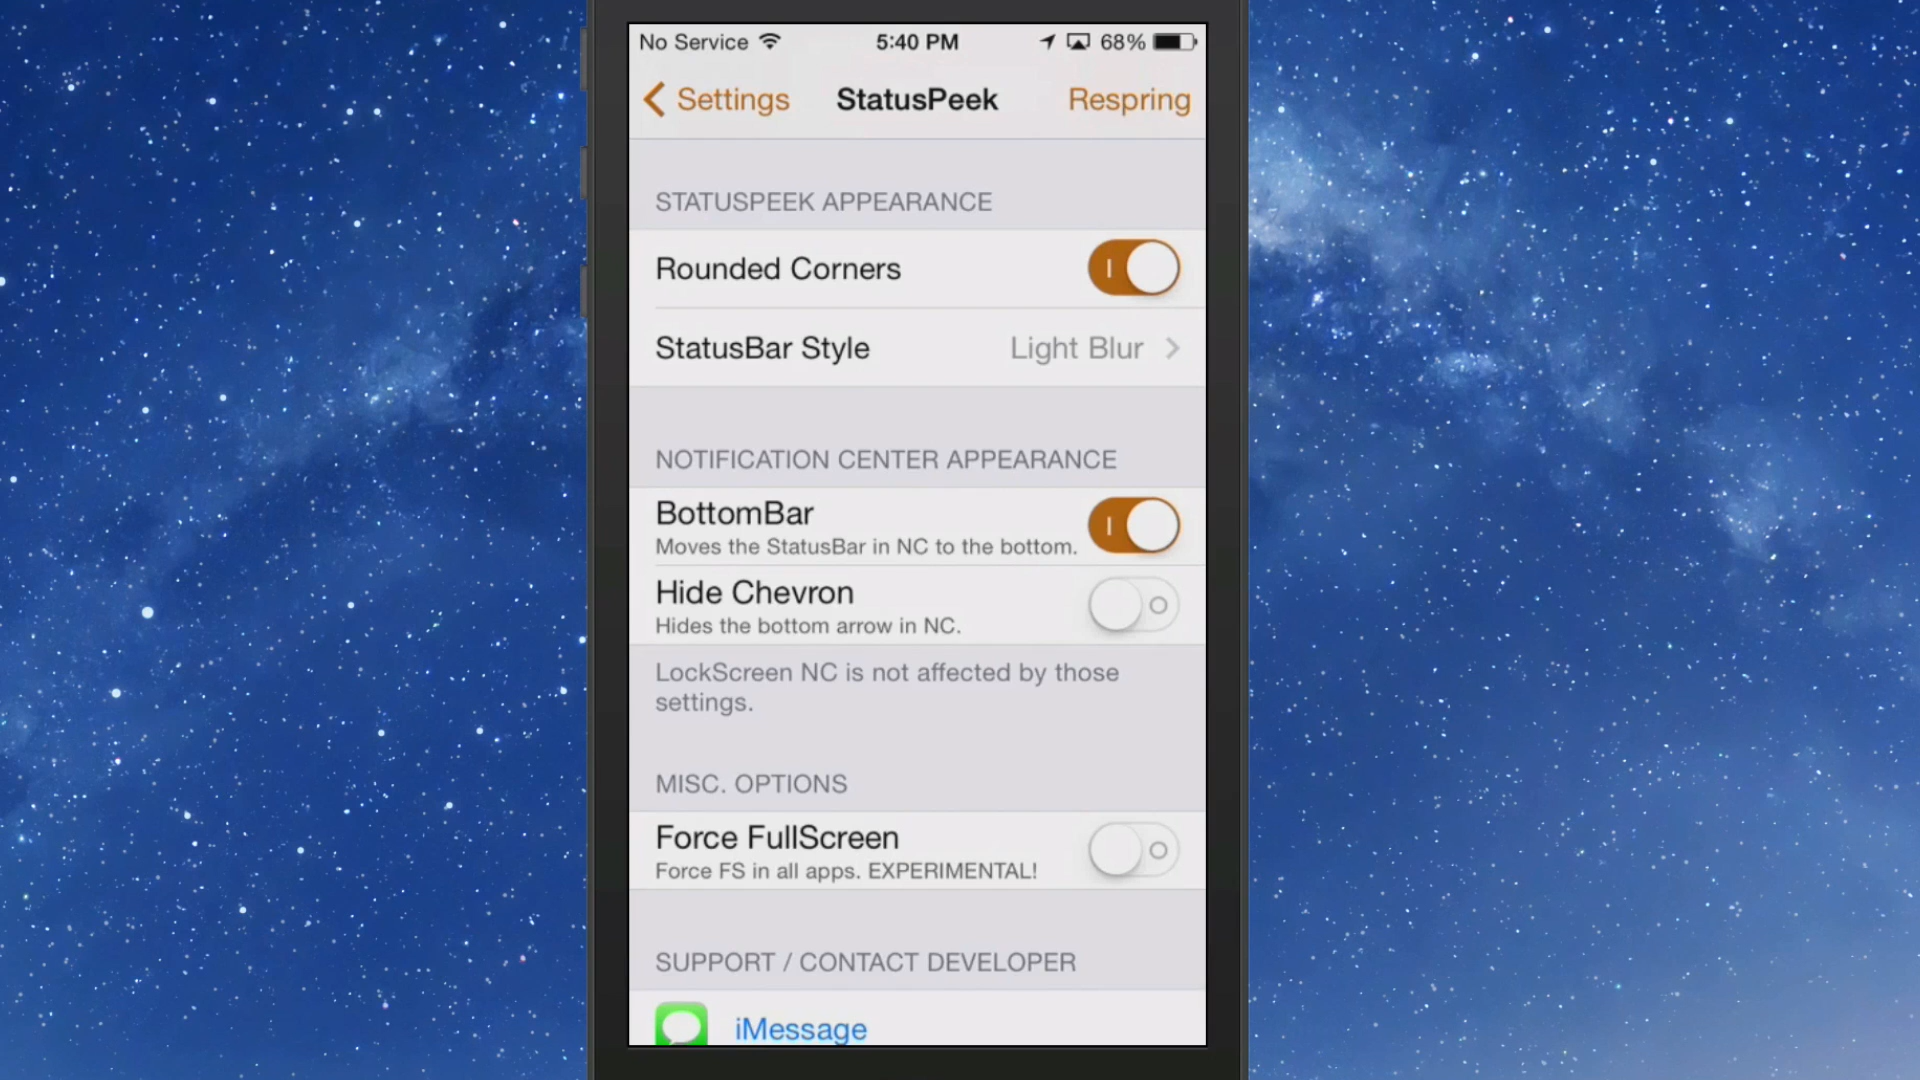 No Service 5:40 PM 68%
Settings StatusPeek Respring
STATUSPEEK APPEARANCE
Rounded Corners
StatusBar Style Light Blur
NOTIFICATION CENTER APPEARANCE
BottomBar
Moves the StatusBar in NC to the bottom.
Hide Chevron
Hides the bottom arrow in NC.
LockScreen NC is not affected by those
settings.
MISC. OPTIONS
Force FullScreen
Force FS in all apps. EXPERIMENTAL!
SUPPORT / CONTACT DEVELOPER
iMessage